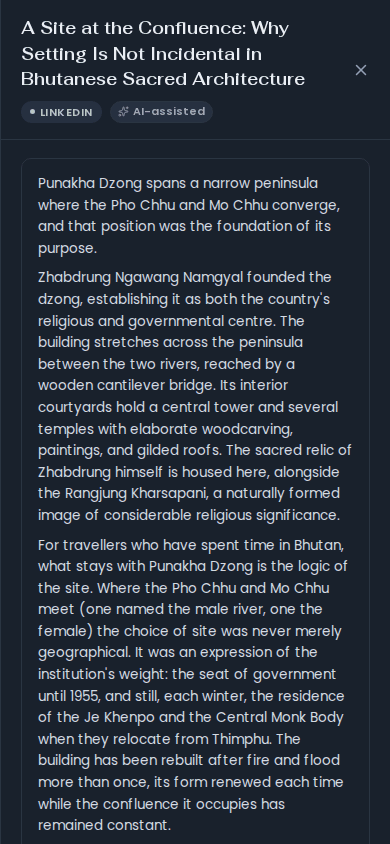 A Site at the Confluence: Why
Setting Is Not Incidental in
Bhutanese Sacred Architecture
LINKEDIN
AI-assisted
Punakha Dzong spans a narrow peninsula
where the Pho Chhu and Mo Chhu converge,
and that position was the foundation of its
purpose.
Zhabdrung Ngawang Namgyal founded the
dzong, establishing it as both the country's
religious and governmental centre. The
building stretches across the peninsula
between the two rivers, reached by a
wooden cantilever bridge. Its interior
courtyards hold a central tower and several
temples with elaborate woodcarving,
paintings, and gilded roofs. The sacred relic of
Zhabdrung himself is housed here, alongside
the Rangjung Kharsapani, a naturally formed
image of considerable religious significance.
For travellers who have spent time in Bhutan,
what stays with Punakha Dzong is the logic of
the site. Where the Pho Chhu and Mo Chhu
meet (one named the male river, one the
female) the choice of site was never merely
geographical. It was an expression of the
institution's weight: the seat of government
until 1955, and still, each winter, the residence
of the Je Khenpo and the Central Monk Body
when they relocate from Thimphu. The
building has been rebuilt after fire and flood
more than once, its form renewed each time
while the confluence it occupies has
remained constant.